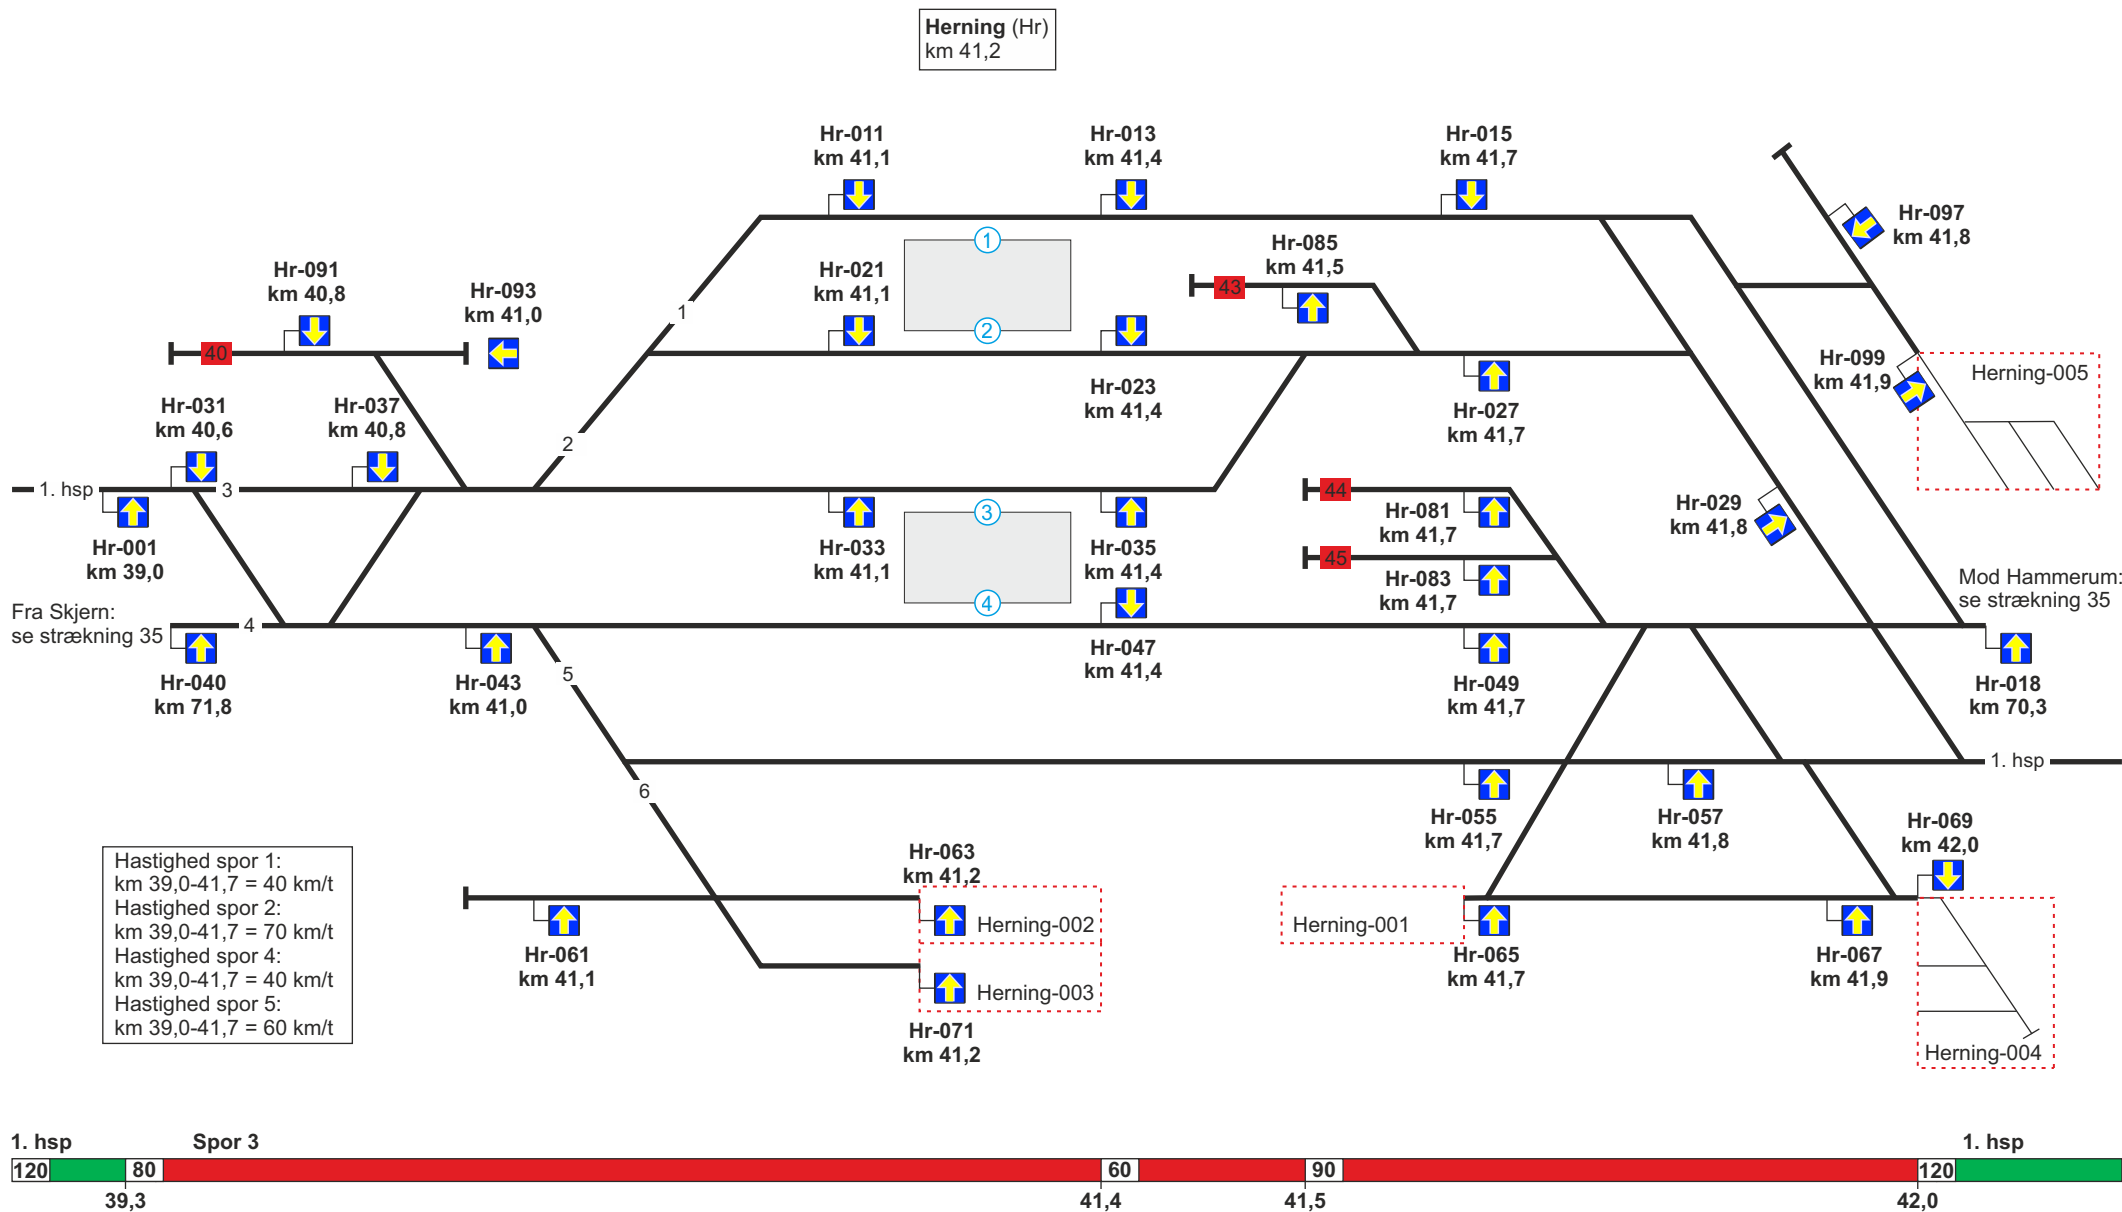 Herning (Hr)
km 41,2
Hr-011
km 41,1
Hr-013
km 41,4
Hr-015
km 41,7
Hr-097
km 41,8
1
Hr-085
km 41,5
Hr-091
km 40,8
Hr-093
km 41,0
Hr-021
km 41,1
43
1
2
40
Hr-023
km 41,4
Hr-027
km 41,7
Hr-099
km 41,9
Herning-005
Hr-031
km 40,6
Hr-037
km 40,8
2
1. hsp
3
44
Hr-029
km 41,8
3
Hr-001
km 39,0
Hr-033
km 41,1
Hr-035
km 41,4
Hr-081
km 41,7
45
Hr-083
km 41,7
4
Fra Skjern:
se strækning 35
Mod Hammerum:
se strækning 35
4
Hr-040
km 71,8
Hr-043
km 41,0
5
Hr-047
km 41,4
Hr-049
km 41,7
Hr-018
km 70,3
1. hsp
6
Hr-055
km 41,7
Hr-057
km 41,8
Hr-069
km 42,0
Hastighed spor 1:
km 39,0-41,7 = 40 km/t
Hastighed spor 2:
km 39,0-41,7 = 70 km/t
Hastighed spor 4:
km 39,0-41,7 = 40 km/t
Hastighed spor 5:
km 39,0-41,7 = 60 km/t
Hr-063
km 41,2
Herning-002
Herning-001
Hr-061
km 41,1
Hr-065
km 41,7
Hr-067
km 41,9
Herning-003
Hr-071
km 41,2
Herning-004
1. hsp
Spor 3
1. hsp
120
80
60
90
120
39,3
41,4
41,5
42,0